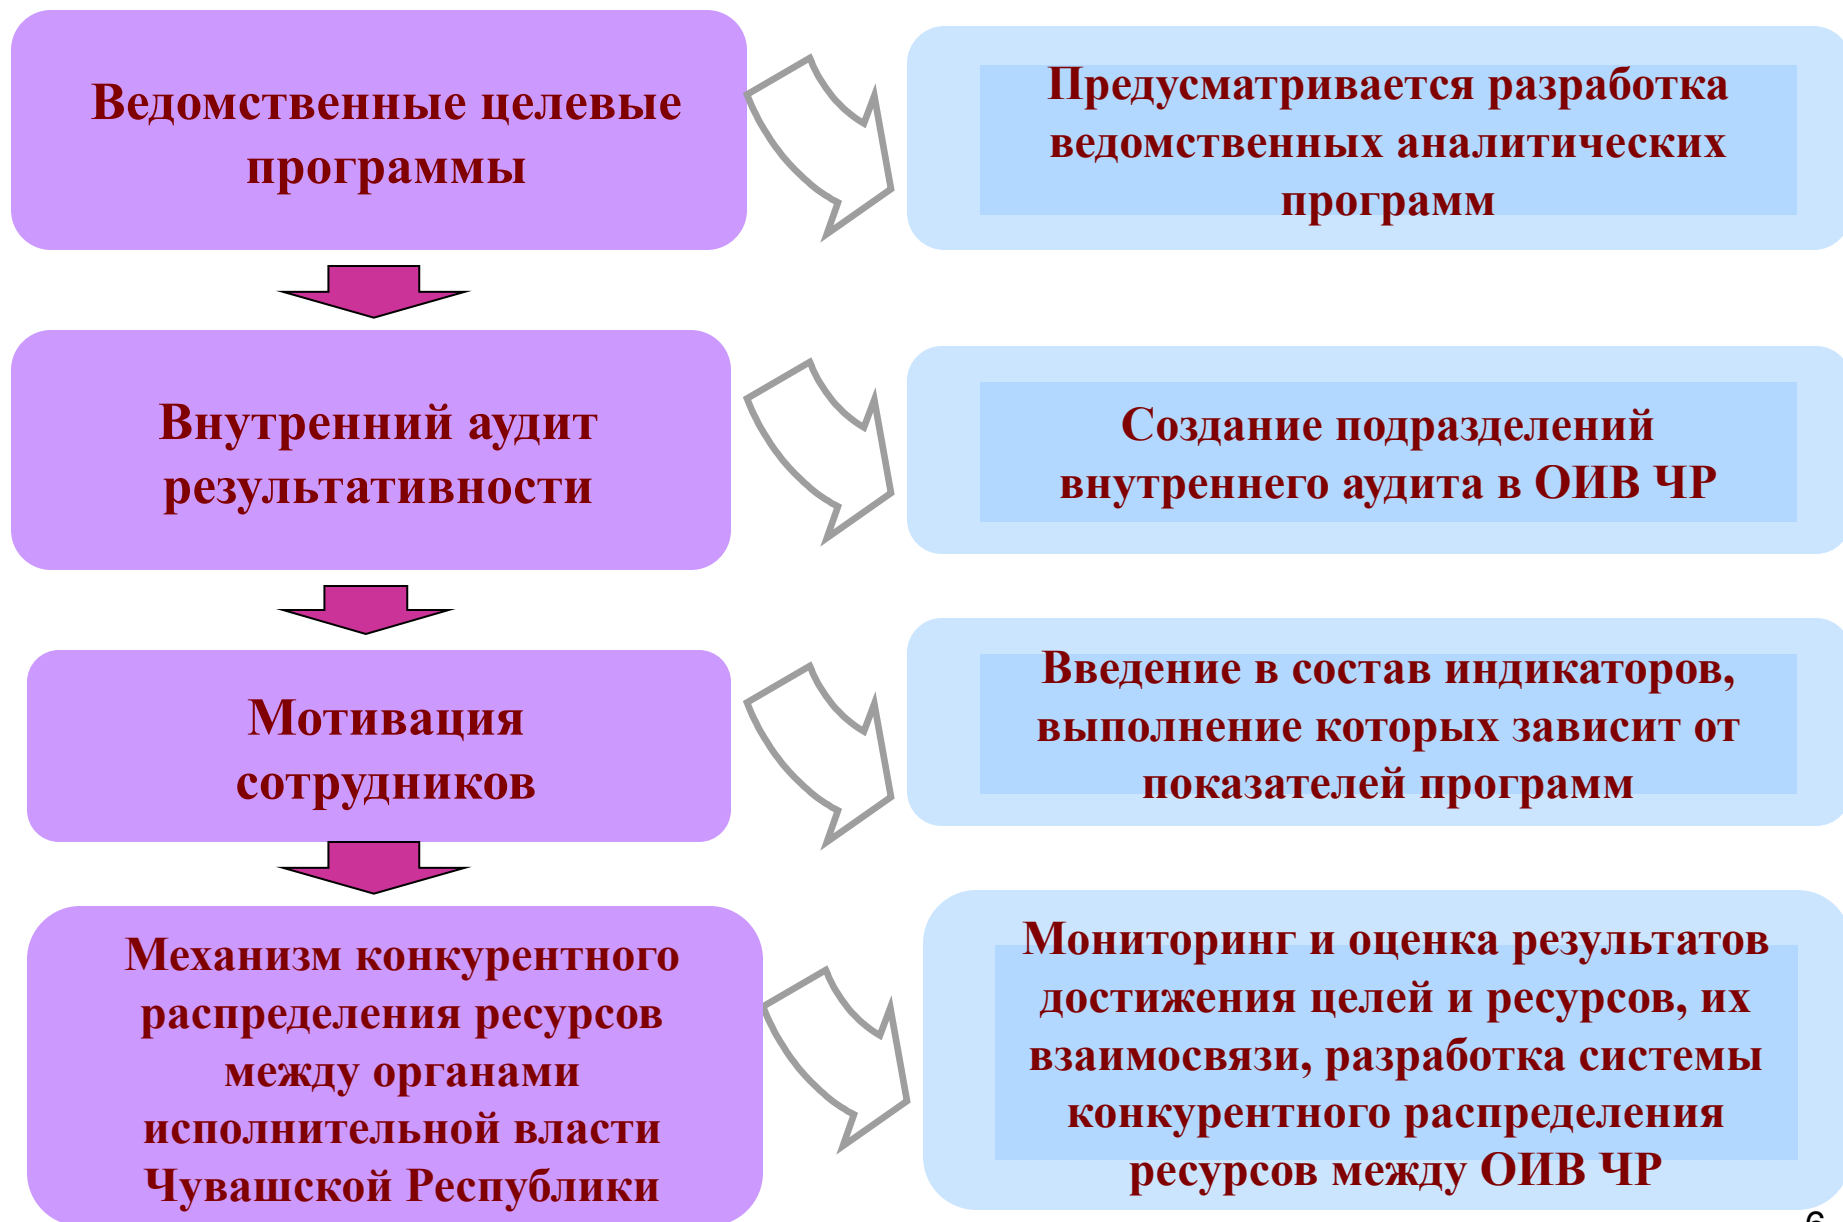 Ведомственные целевые
программы
Предусматривается разработка
ведомственных аналитических
программ
Внутренний аудит
результативности
Создание подразделений
внутреннего аудита в ОИВ ЧР
Мотивация
сотрудников
Введение в состав индикаторов,
выполнение которых зависит от
показателей программ
Механизм конкурентного
распределения ресурсов
между органами
исполнительной власти
Чувашской Республики
Мониторинг и оценка результатов
достижения целей и ресурсов, их
взаимосвязи, разработка системы
конкурентного распределения
ресурсов между ОИВ ЧР
6